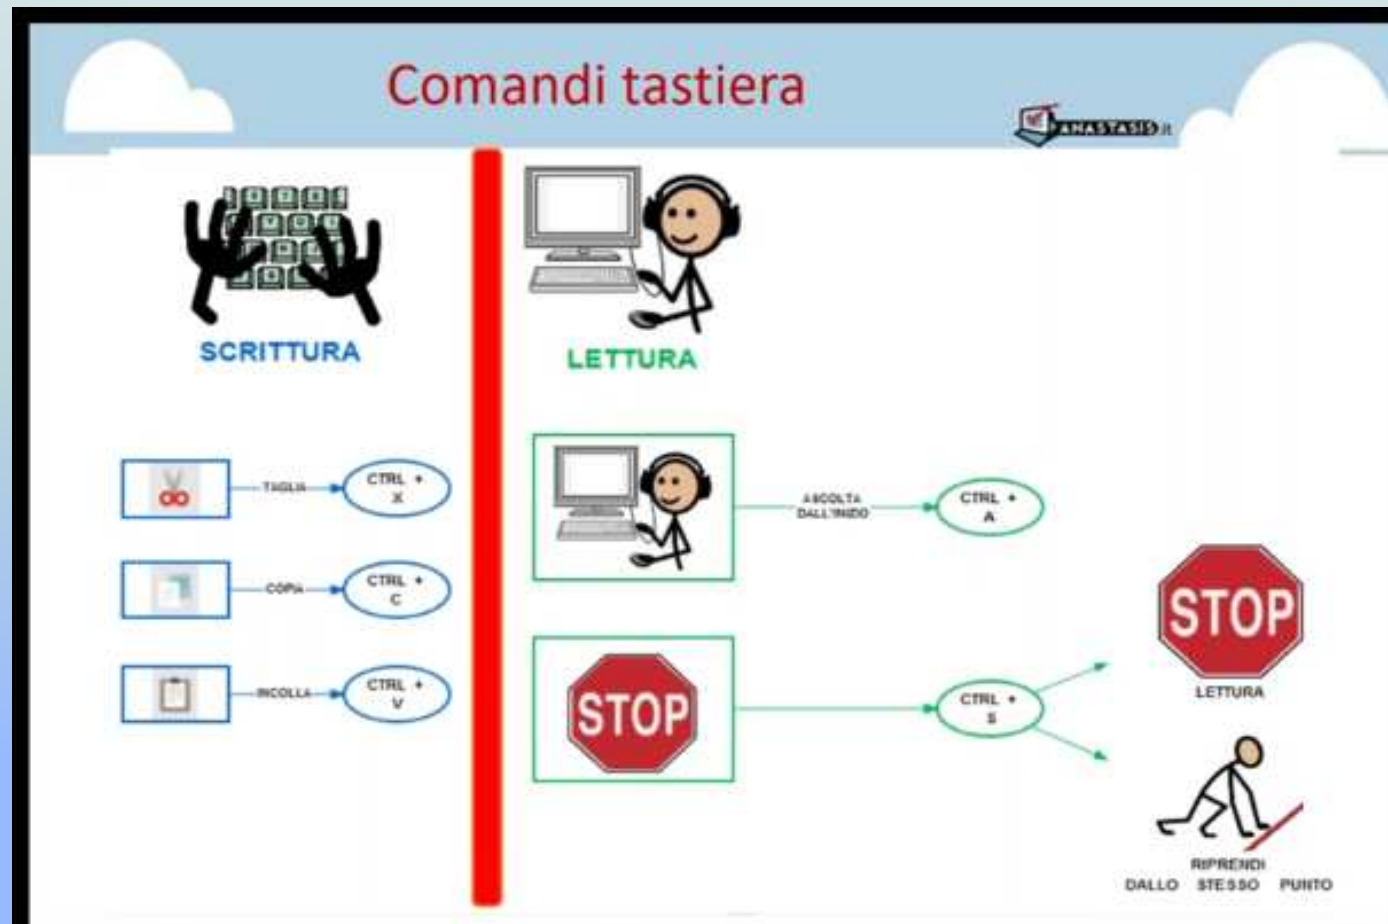 Comandi tastiera
ANASTASIS.it
SCRITTURA
TAGLIA
CTRL +
X
COPIA
CTRL +
C
INCOLLA
CTRL +
V
LETTURA
ASCOLTA
DALL'INIZIO
CTRL +
A
STOP
CTRL +
S
STOP
LETTURA
RIPRENDI
DALLO STESSO PUNTO